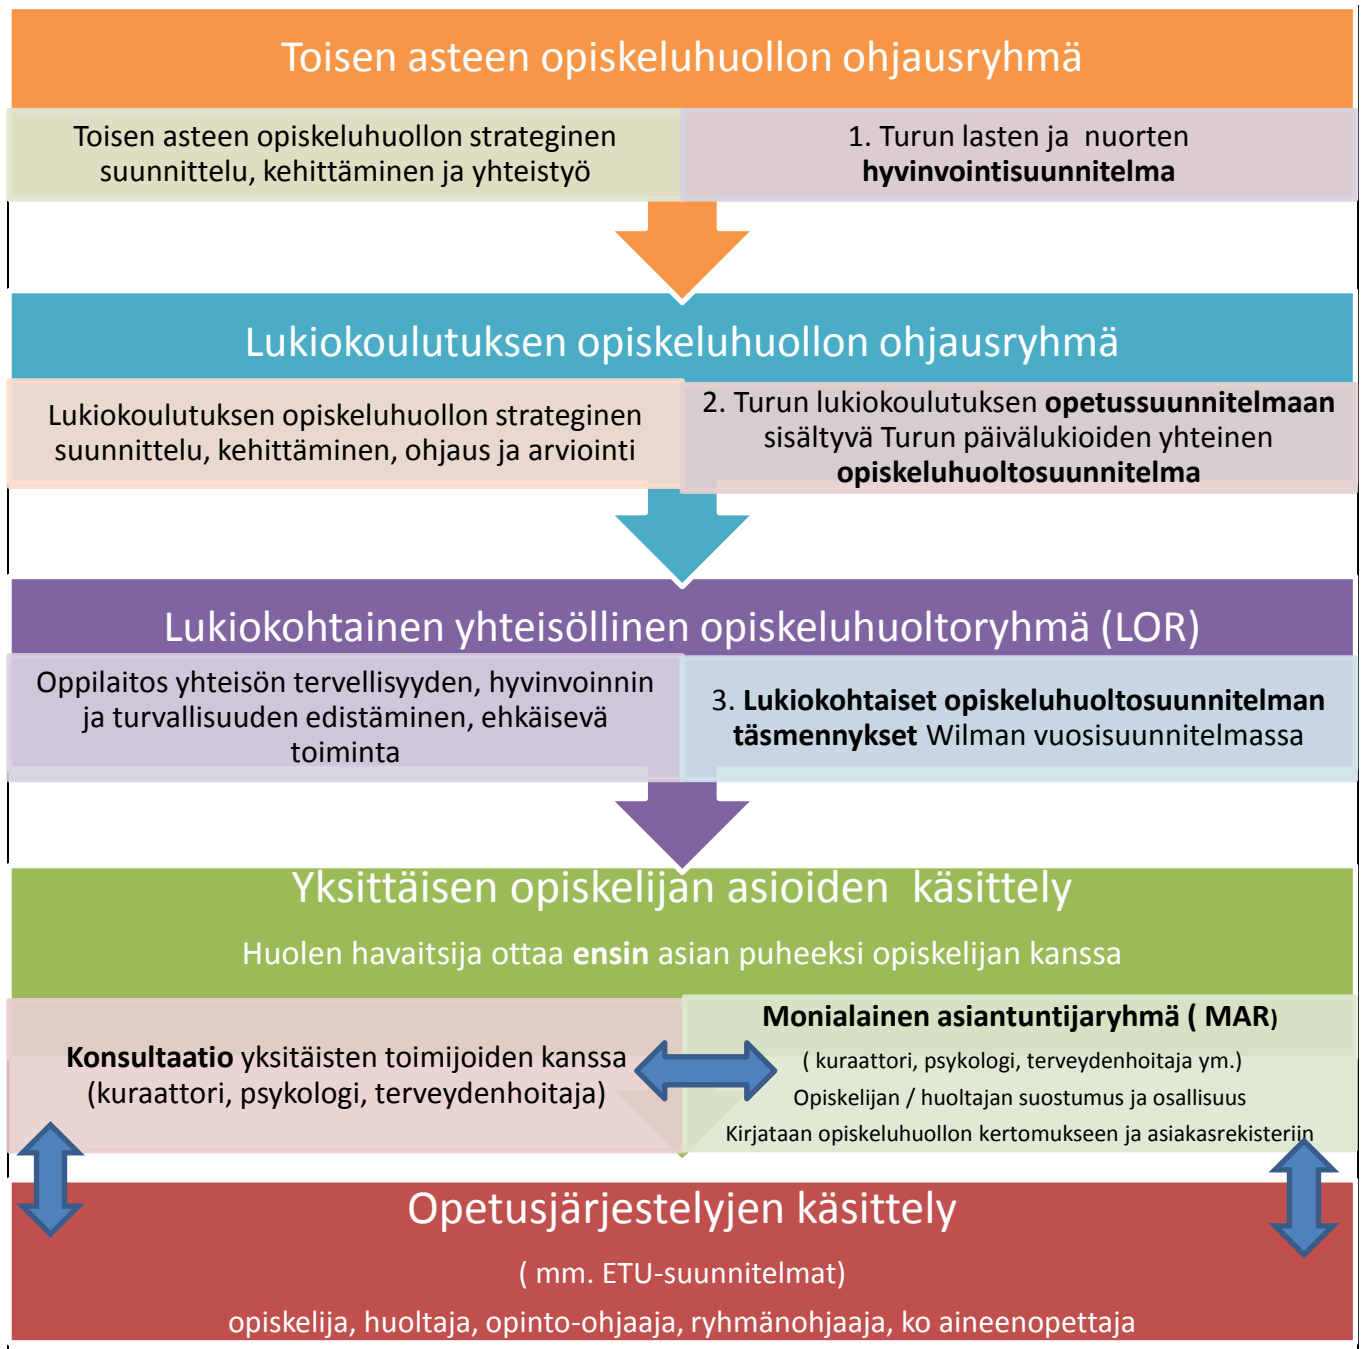 Toisen asteen opiskeluhuollon ohjausryhmä
Toisen asteen opiskeluhuollon strateginen
suunnittelu, kehittäminen ja yhteistyö
1. Turun lasten ja nuorten
hyvinvointisuunnitelma
Lukiokoulutuksen opiskeluhuollon ohjausryhmä
Lukiokoulutuksen opiskeluhuollon strateginen
suunnittelu, kehittäminen, ohjaus ja arviointi
2. Turun lukiokoulutuksen opetussuunnitelmaan
sisältyvä Turun päivälukioiden yhteinen
opiskeluhuoltosuunnitelma
Lukiokohtainen yhteisöllinen opiskeluhuoltoryhmä (LOR)
Oppilaitos yhteisön tervellisyyden, hyvinvoinnin
ja turvallisuuden edistäminen, ehkäisevä
toiminta
3. Lukiokohtaiset opiskeluhuoltosuunnitelman
täsmennykset Wilman vuosisuunnitelmassa
Yksittäisen opiskelijan asioiden käsittely
Huolen havaitsija ottaa ensin asian puheeksi opiskelijan kanssa
Konsultaatio yksitäisten toimijoiden kanssa
(kuraattori, psykologi, terveydenhoitaja)
Monialainen asiantuntijaryhmä ( MAR)
( kuraattori, psykologi, terveydenhoitaja ym.)
Opiskelijan / huoltajan suostumus ja osallisuus
Kirjataan opiskeluhuollon kertomukseen ja asiakasrekisteriin
Opetusjärjestelyjen käsittely
( mm. ETU-suunnitelmat)
opiskelija, huoltaja, opinto-ohjaaja, ryhmänohjaaja, ko aineenopettaja